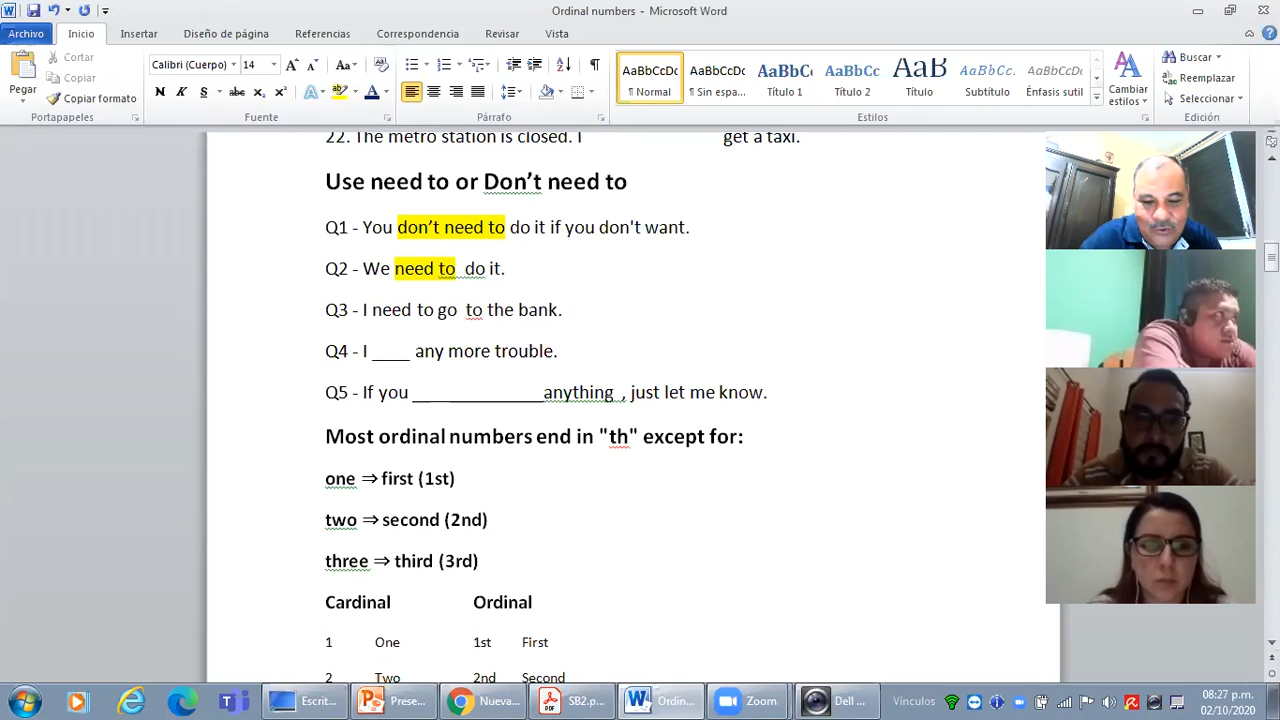 Ordinal numbers - Microsoft Word
Archivo Inicio Insertar Diseño de página Referencias Correspondencia Revisar Vista
Pegar Cortar Copiar Copiar formato Portapapeles
Calibri (Cuerpo) 14 Aa
N K S abc x₂ x² A ab A Fuente
Párrafo
AaBbCcDc AaBbCcDc AaBbC AaBbCc AaB AaBbCc. AaBbCcDc
¶ Normal ¶ Sin espa... Título 1 Título 2 Título Subtítulo Énfasis sutil
Estilos
Cambiar estilos
Buscar
Reemplazar
Seleccionar
Edición
22. The metro station is closed. I get a taxi.
Use need to or Don't need to
Q1 - You don't need to do it if you don't want.
Q2 - We need to do it.
Q3 - I need to go to the bank.
Q4 - I ____ any more trouble.
Q5 - If you ______________anything , just let me know.
Most ordinal numbers end in "th" except for:
one ⇒ first (1st)
two ⇒ second (2nd)
three ⇒ third (3rd)
Cardinal Ordinal
1 One 1st First
2 Two 2nd Second
Escrit... Prese... Nueva... SB2.p... Ordin... Zoom Dell ... Vínculos 08:27 p.m.
02/10/2020